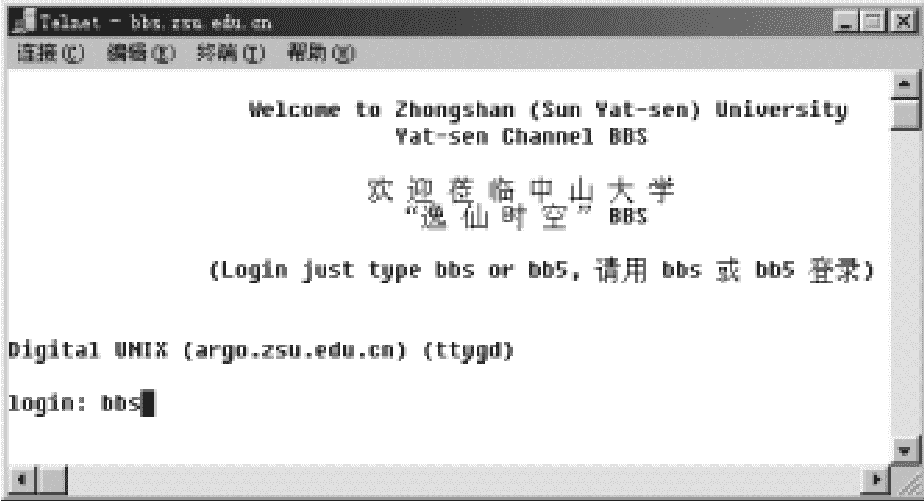 Telnet - bbs.zsu.edu.cn
连接(C) 编辑(E) 终端(T) 帮助(H)
Welcome to Zhongshan (Sun Yat-sen) University
Yat-sen Channel BBS
欢 迎 莅 临 中 山 大 学
“逸 仙 时 空” BBS
(Login just type bbs or bb5, 请用 bbs 或 bb5 登录)
Digital UNIX (argo.zsu.edu.cn) (ttygd)
login: bbs